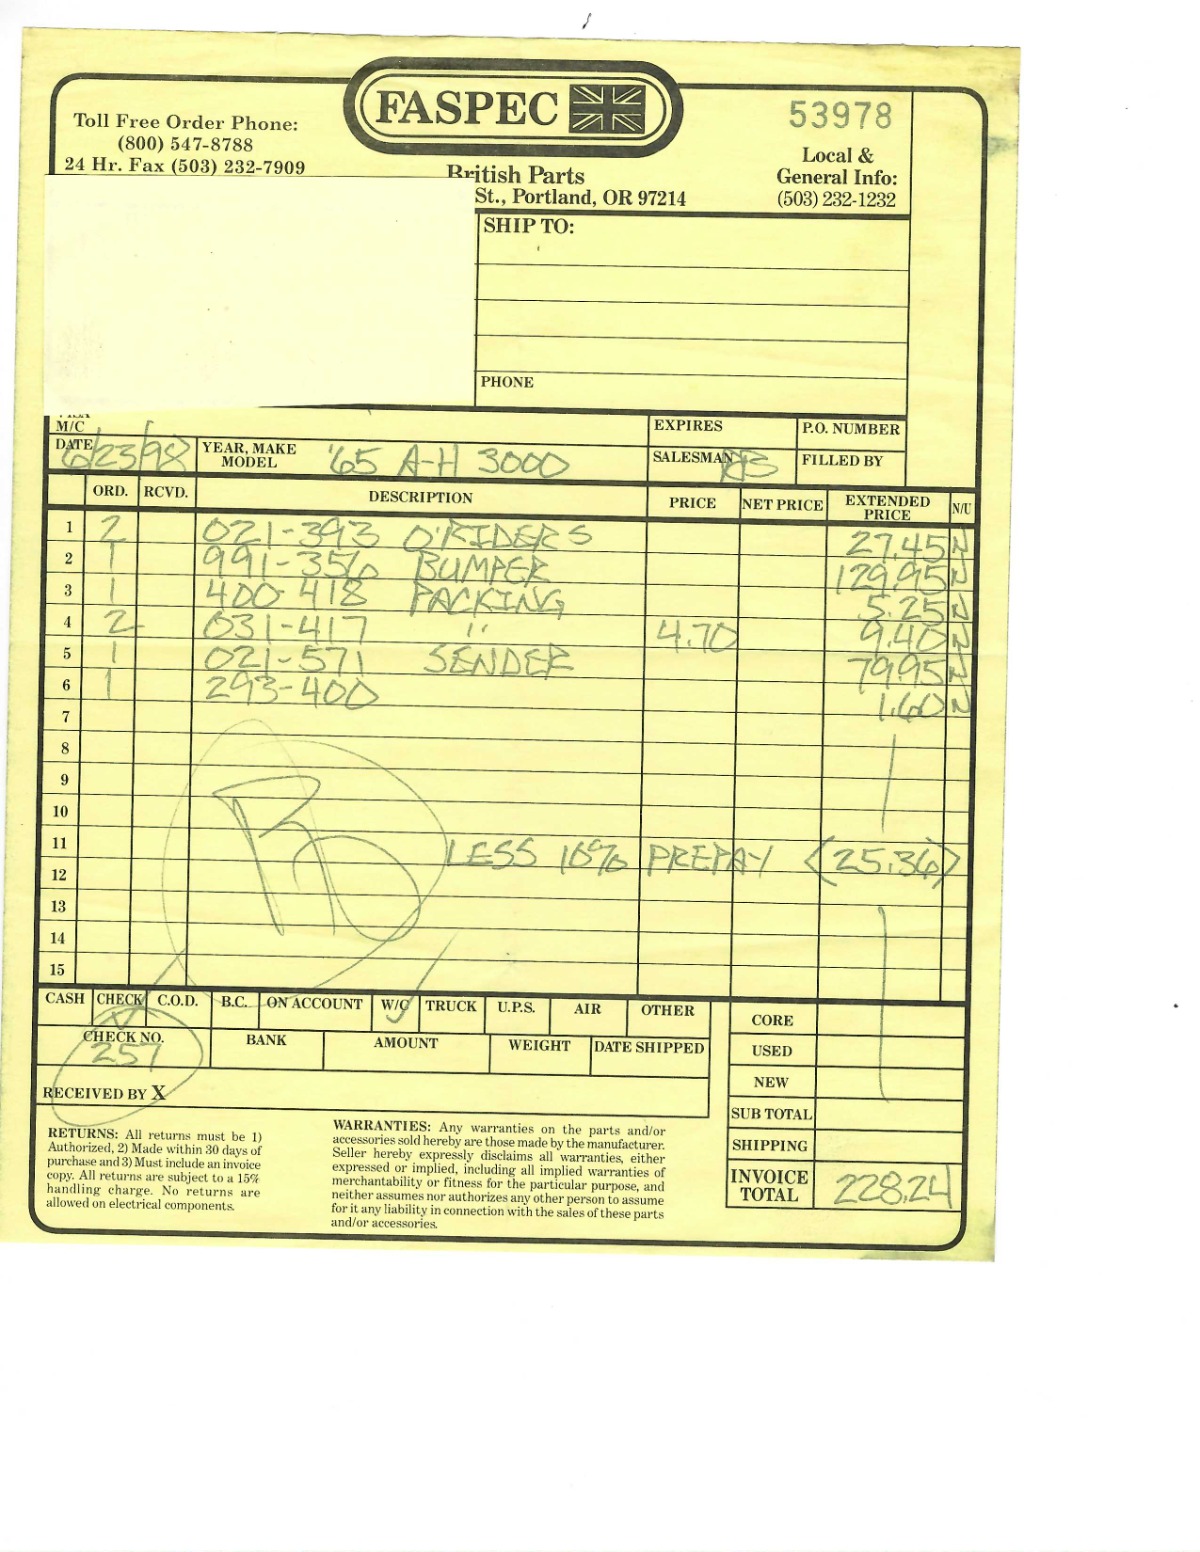 FASPEC
53978
Toll Free Order Phone:
(800) 547-8788
24 Hr. Fax (503) 232-7909
British Parts
St., Portland, OR 97214
Local &
General Info:
(503) 232-1232
SHIP TO:
PHONE
M/C
EXPIRES
P.O. NUMBER
DATE 6/23/98 YEAR, MAKE MODEL '65 A-H 3000 SALESMAN FILLED BY
ORD. RCVD. DESCRIPTION PRICE NET PRICE EXTENDED PRICE N/U
1 2 021-393 O'RIDERS 27.45 N
2 1 991-356 BUMPER 129.95 N
3 1 400-418 PACKING 5.25 N
4 2 031-417 " 4.70 9.40 N
5 1 021-571 SENDER 79.95 N
6 1 293-400 1.60 N
7
8
9
10
11 LESS 10% PREPAY <25.36>
12
13
14
15
CASH CHECK C.O.D. B.C. ON ACCOUNT W/C TRUCK U.P.S. AIR OTHER
CHECK NO. 257 BANK AMOUNT WEIGHT DATE SHIPPED
RECEIVED BY X
CORE
USED
NEW
SUB TOTAL
SHIPPING
INVOICE TOTAL 228.24
RETURNS: All returns must be 1)
Authorized, 2) Made within 30 days of
purchase and 3) Must include an invoice
copy. All returns are subject to a 15%
handling charge. No returns are
allowed on electrical components.
WARRANTIES: Any warranties on the parts and/or
accessories sold hereby are those made by the manufacturer.
Seller hereby expressly disclaims all warranties, either
expressed or implied, including all implied warranties of
merchantability or fitness for the particular purpose, and
neither assumes nor authorizes any other person to assume
for it any liability in connection with the sales of these parts
and/or accessories.